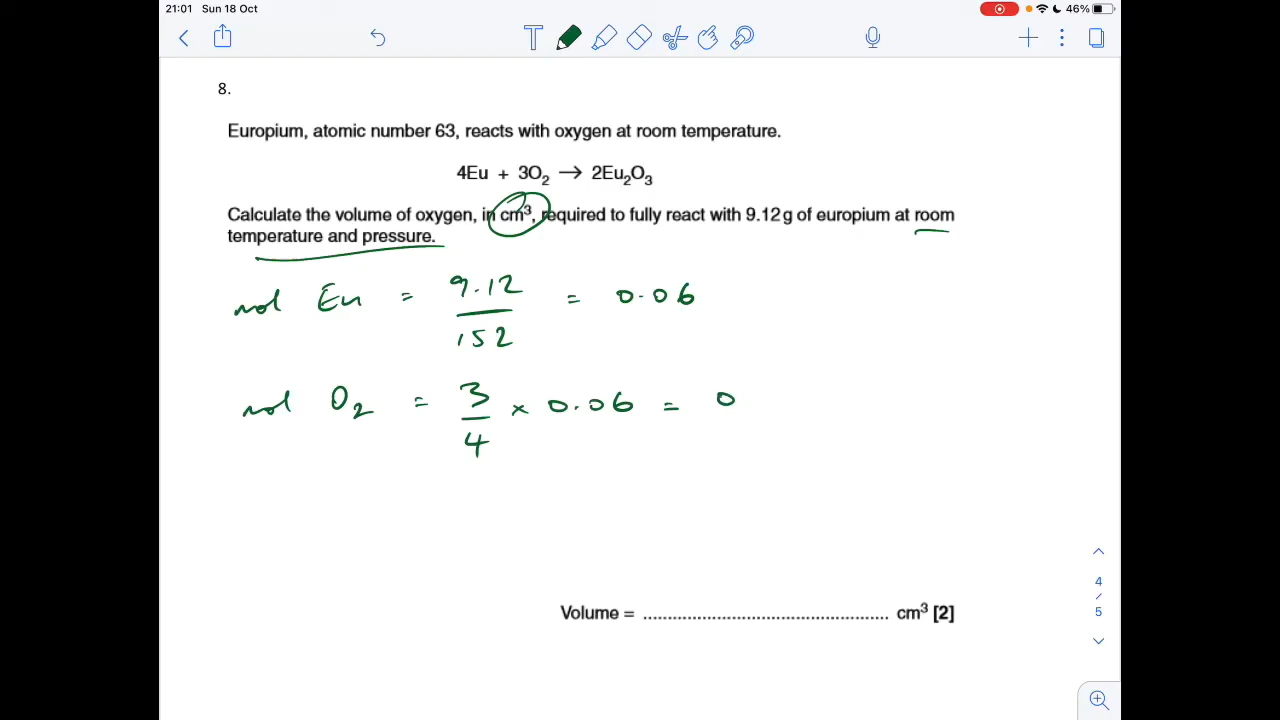 21:01 Sun 18 Oct 46%
8.
Europium, atomic number 63, reacts with oxygen at room temperature.
4Eu + 3O₂ → 2Eu₂O₃
Calculate the volume of oxygen, in cm³, required to fully react with 9.12 g of europium at room
temperature and pressure.
mol Eu = 9.12 / 152 = 0.06
mol O₂ = 3 / 4 × 0.06 = 0
4 / 5
Volume = ................................................. cm³ [2]